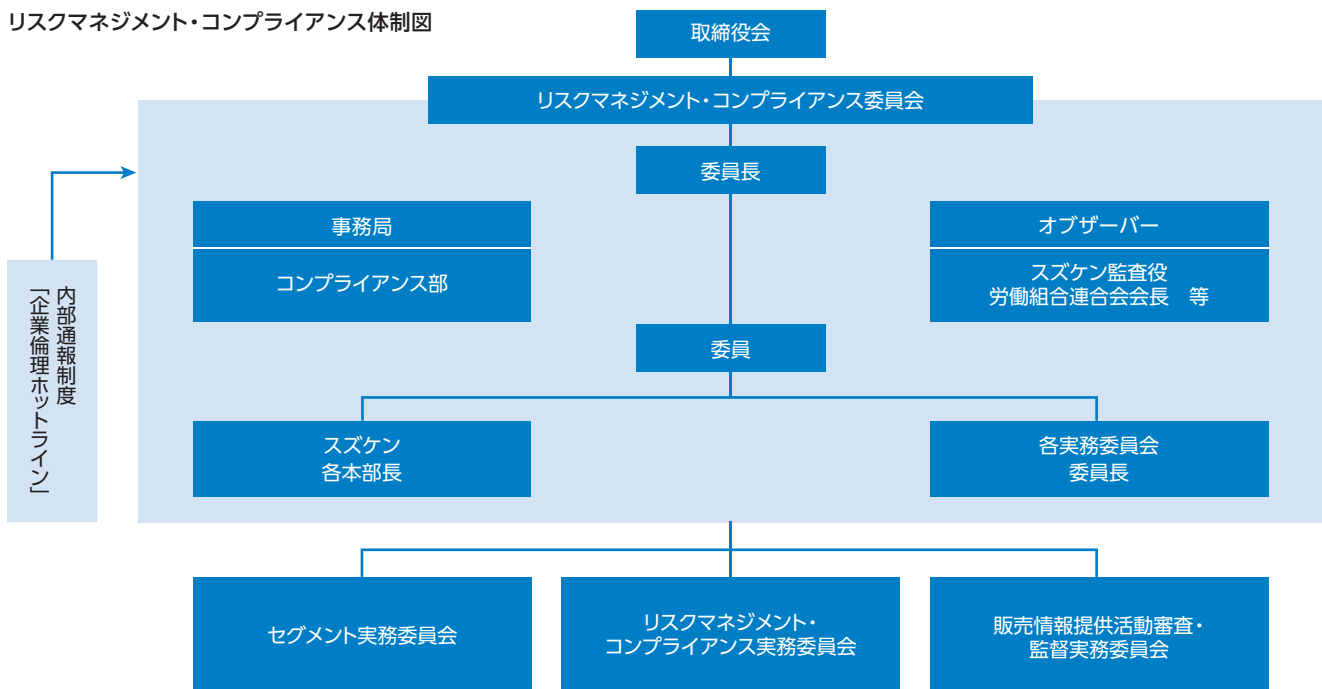 リスクマネジメント・コンプライアンス体制図
取締役会
リスクマネジメント・コンプライアンス委員会
委員長
事務局
コンプライアンス部
オブザーバー
スズケン監査役
労働組合連合会会長　等
内部通報制度
「企業倫理ホットライン」
委員
スズケン
各本部長
各実務委員会
委員長
セグメント実務委員会
リスクマネジメント・
コンプライアンス実務委員会
販売情報提供活動審査・
監督実務委員会